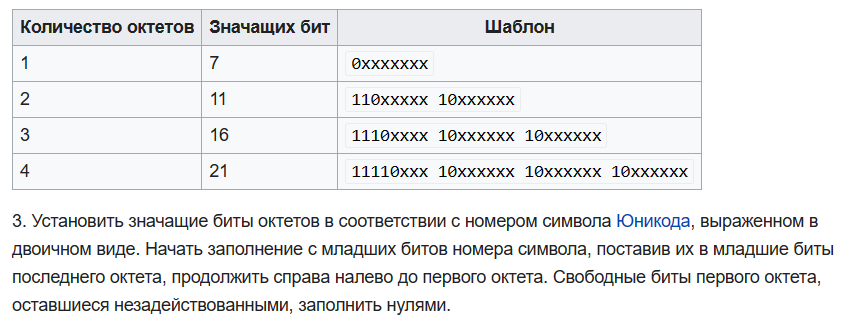 Количество октетов Значащих бит Шаблон
1 7 0xxxxxxx
2 11 110xxxxx 10xxxxxx
3 16 1110xxxx 10xxxxxx 10xxxxxx
4 21 11110xxx 10xxxxxx 10xxxxxx 10xxxxxx
3. Установить значащие биты октетов в соответствии с номером символа Юникода, выраженном в
двоичном виде. Начать заполнение с младших битов номера символа, поставив их в младшие биты
последнего октета, продолжить справа налево до первого октета. Свободные биты первого октета,
оставшиеся незадействованными, заполнить нулями.